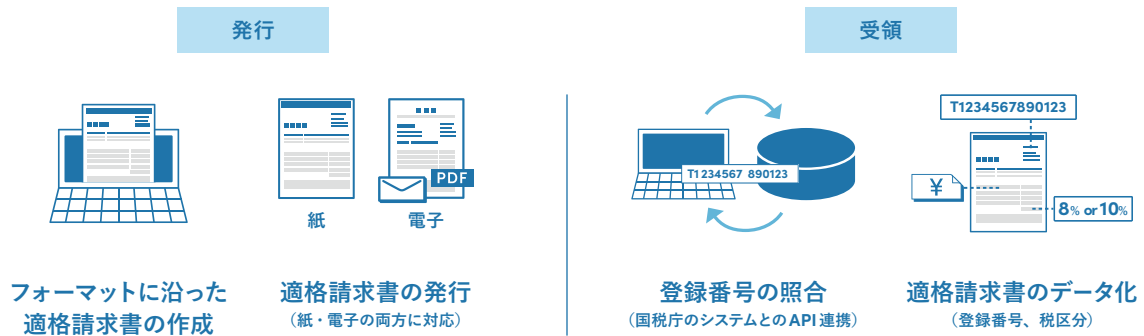 発行
紙
電子
PDF
フォーマットに沿った
適格請求書の作成
適格請求書の発行
（紙・電子の両方に対応）
受領
T1234567 890123
T1234567890123
¥
8% or 10%
登録番号の照合
（国税庁のシステムとのAPI連携）
適格請求書のデータ化
（登録番号、税区分）